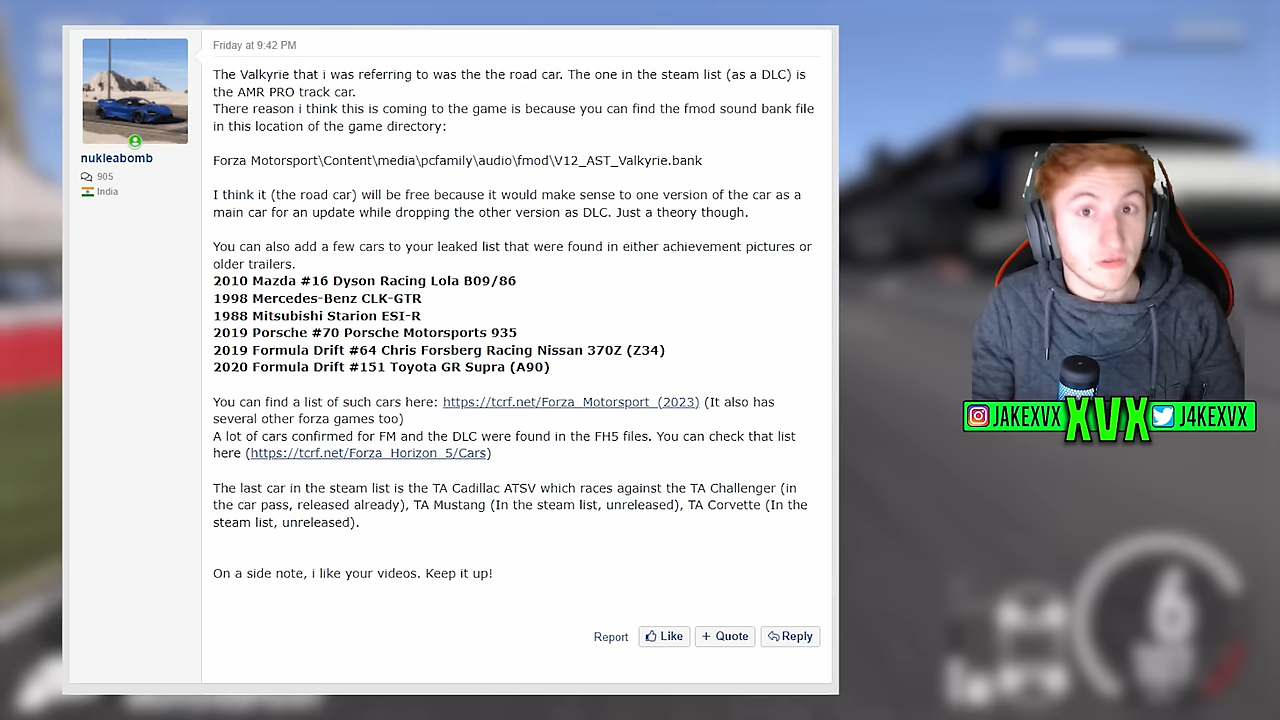 Friday at 9:42 PM
The Valkyrie that i was referring to was the the road car. The one in the steam list (as a DLC) is
the AMR PRO track car.
There reason i think this is coming to the game is because you can find the fmod sound bank file
in this location of the game directory:
nukleabomb
905
India
Forza Motorsport\Content\media\pcfamily\audio\fmod\V12_AST_Valkyrie.bank
I think it (the road car) will be free because it would make sense to one version of the car as a
main car for an update while dropping the other version as DLC. Just a theory though.
You can also add a few cars to your leaked list that were found in either achievement pictures or
older trailers.
2010 Mazda #16 Dyson Racing Lola B09/86
1998 Mercedes-Benz CLK-GTR
1988 Mitsubishi Starion ESI-R
2019 Porsche #70 Porsche Motorsports 935
2019 Formula Drift #64 Chris Forsberg Racing Nissan 370Z (Z34)
2020 Formula Drift #151 Toyota GR Supra (A90)
You can find a list of such cars here: https://tcrf.net/Forza_Motorsport_(2023) (It also has
several other forza games too)
A lot of cars confirmed for FM and the DLC were found in the FH5 files. You can check that list
here (https://tcrf.net/Forza_Horizon_5/Cars)
The last car in the steam list is the TA Cadillac ATSV which races against the TA Challenger (in
the car pass, released already), TA Mustang (In the steam list, unreleased), TA Corvette (In the
steam list, unreleased).
On a side note, i like your videos. Keep it up!
Report Like + Quote Reply
JAKEXVX XVX J4KEXVX
6